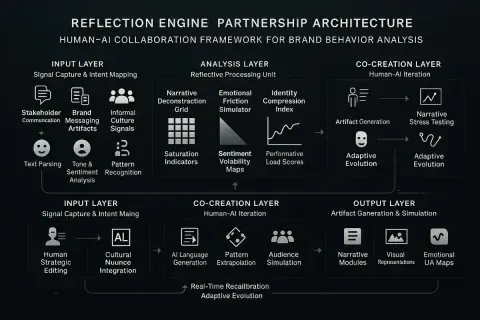 REFLECTION ENGINE PARTNERSHIP ARCHITECTURE
HUMAN–AI COLLABORATION FRAMEWORK FOR BRAND BEHAVIOR ANALYSIS
INPUT LAYER
Signal Capture & Intent Mapping
Stakeholder
Brand
Messaging
Artifacts
Informal
Culture
Signals
Text Parsing
Tone &
Sentiment
Analysis
Pattern
Recognition
ANALYSIS LAYER
Reflective Processing Unit
Narrative
Deconstraction
Grid
Emotional
Friction
Simulator
Identity
Compression
Index
Saturation
Indicators
Sentiment
Volability
Maps
Performative
Load Scores
CO-CREATION LAYER
Human-AI Iteration
Artifact Generation
Narrative
Stress Testing
Adaptive
Evolution
Adaptive
Evolution
INPUT LAYER
Signal Capture & Intent Maing
Human
Strategic
Editing
AL
Cultural
Nuunce
Integration
CO-CREATION LAYER
Human-AI Iteration
AI Language
Generation
Pattern
Extrapolation
Audience
Simulation
OUTPUT LAYER
Artifact Ganeration & Simulation
Narrative
Modules
Visual
Representations
Emotional
UA Maps
Real-Time Recailbration
Adaptive Evolution